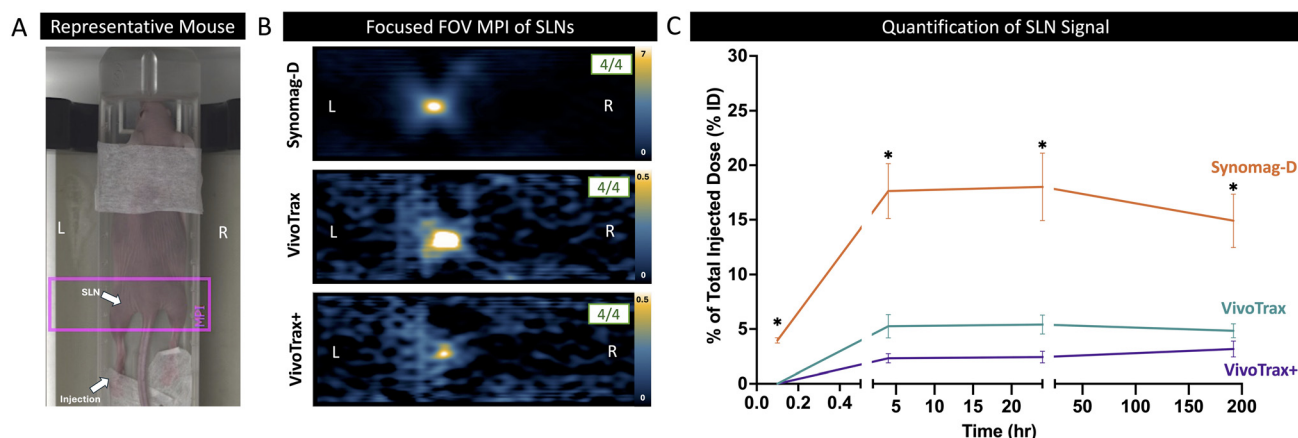 A
Representative Mouse
L
R
SLN
MPI
Injection
B
Focused FOV MPI of SLNs
Synomag-D
L
R
4/4
7
0
VivoTrax
L
R
4/4
0.5
0
VivoTrax+
L
R
4/4
0.5
0
C
Quantification of SLN Signal
% of Total Injected Dose (% ID)
30
25
20
15
10
5
0
*
*
*
*
Synomag-D
VivoTrax
VivoTrax+
0.0 0.2 0.4 5 10 15 20 50 100 150 200
Time (hr)